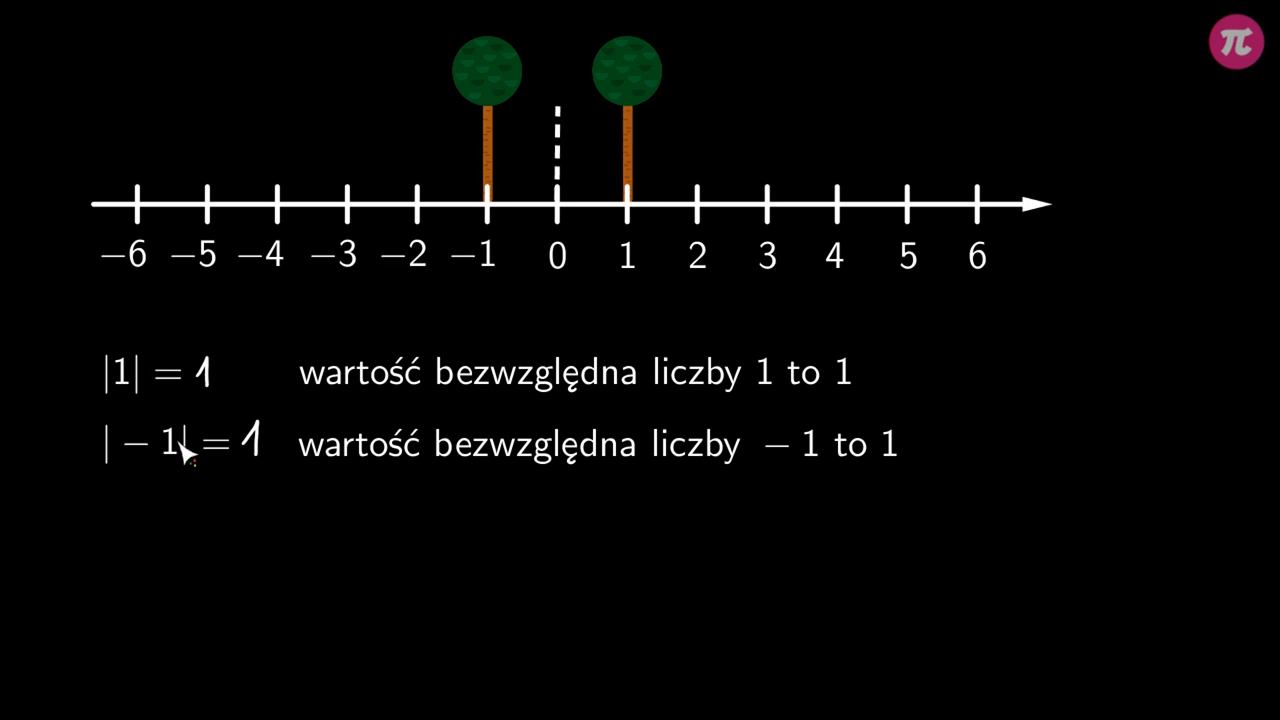 π
−6 −5 −4 −3 −2 −1 0 1 2 3 4 5 6
|1| = 1 wartość bezwzględna liczby 1 to 1
| − 1| = 1 wartość bezwzględna liczby − 1 to 1